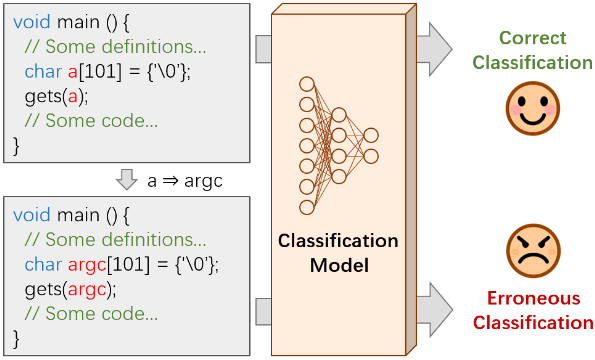 void main () {
// Some definitions...
char a[101] = {'\0'};
gets(a);
// Some code...
}
a ⇒ argc
void main () {
// Some definitions...
char argc[101] = {'\0'};
gets(argc);
// Some code...
}
Classification
Model
Correct
Classification
Erroneous
Classification